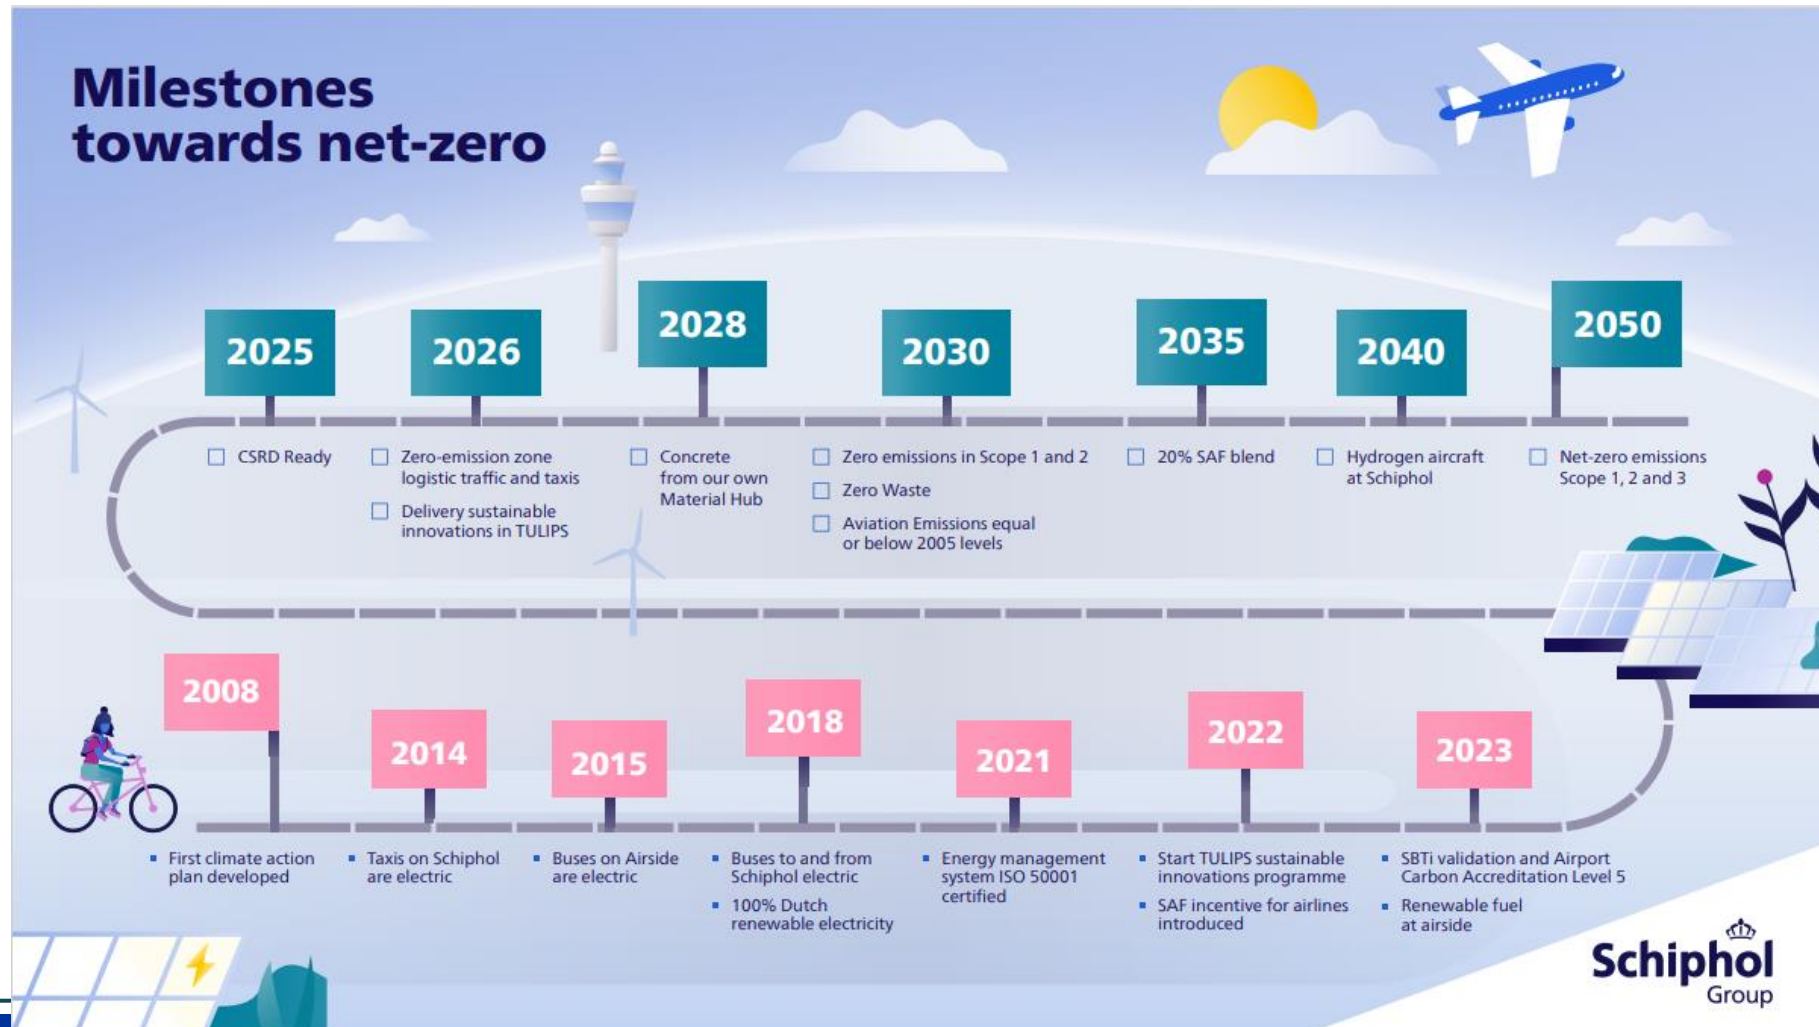 Milestones
towards net-zero
2025
2026
2028
2030
2035
2040
2050
CSRD Ready
Zero-emission zone
logistic traffic and taxis
Delivery sustainable
innovations in TULIPS
Concrete
from our own
Material Hub
Zero emissions in Scope 1 and 2
Zero Waste
Aviation Emissions equal
or below 2005 levels
20% SAF blend
Hydrogen aircraft
at Schiphol
Net-zero emissions
Scope 1, 2 and 3
2008
2014
2015
2018
2021
2022
2023
First climate action
plan developed
Taxis on Schiphol
are electric
Buses on Airside
are electric
Buses to and from
Schiphol electric
100% Dutch
renewable electricity
Energy management
system ISO 50001
certified
Start TULIPS sustainable
innovations programme
SAF incentive for airlines
introduced
SBTi validation and Airport
Carbon Accreditation Level 5
Renewable fuel
at airside
Schiphol
Group